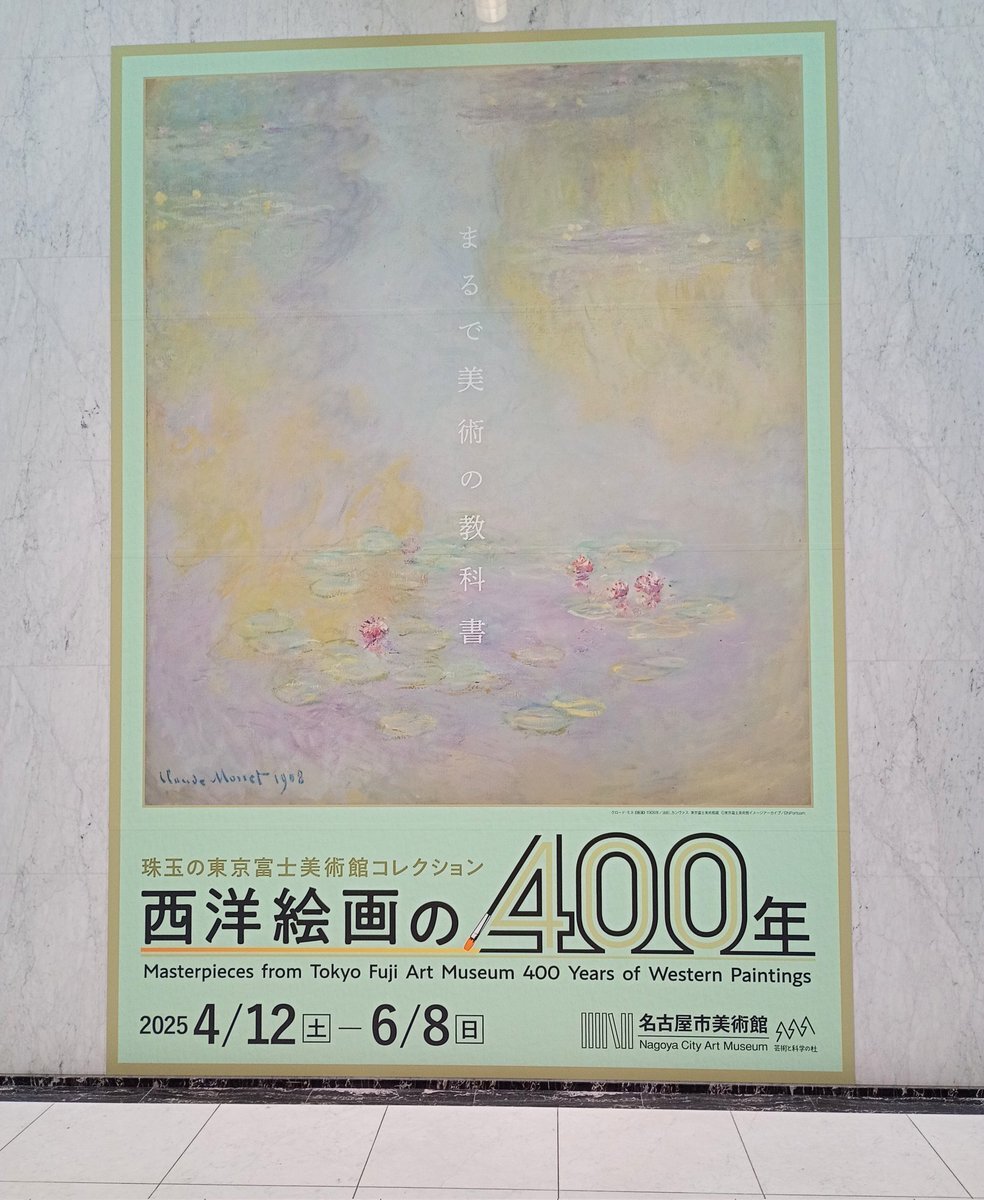 まるで美術の教科書
Claude Monet 1908
珠玉の東京富士美術館コレクション
西洋絵画の400年
Masterpieces from Tokyo Fuji Art Museum 400 Years of Western Paintings
2025 4/12 土 — 6/8 日
名古屋市美術館
Nagoya City Art Museum
芸術と科学の杜